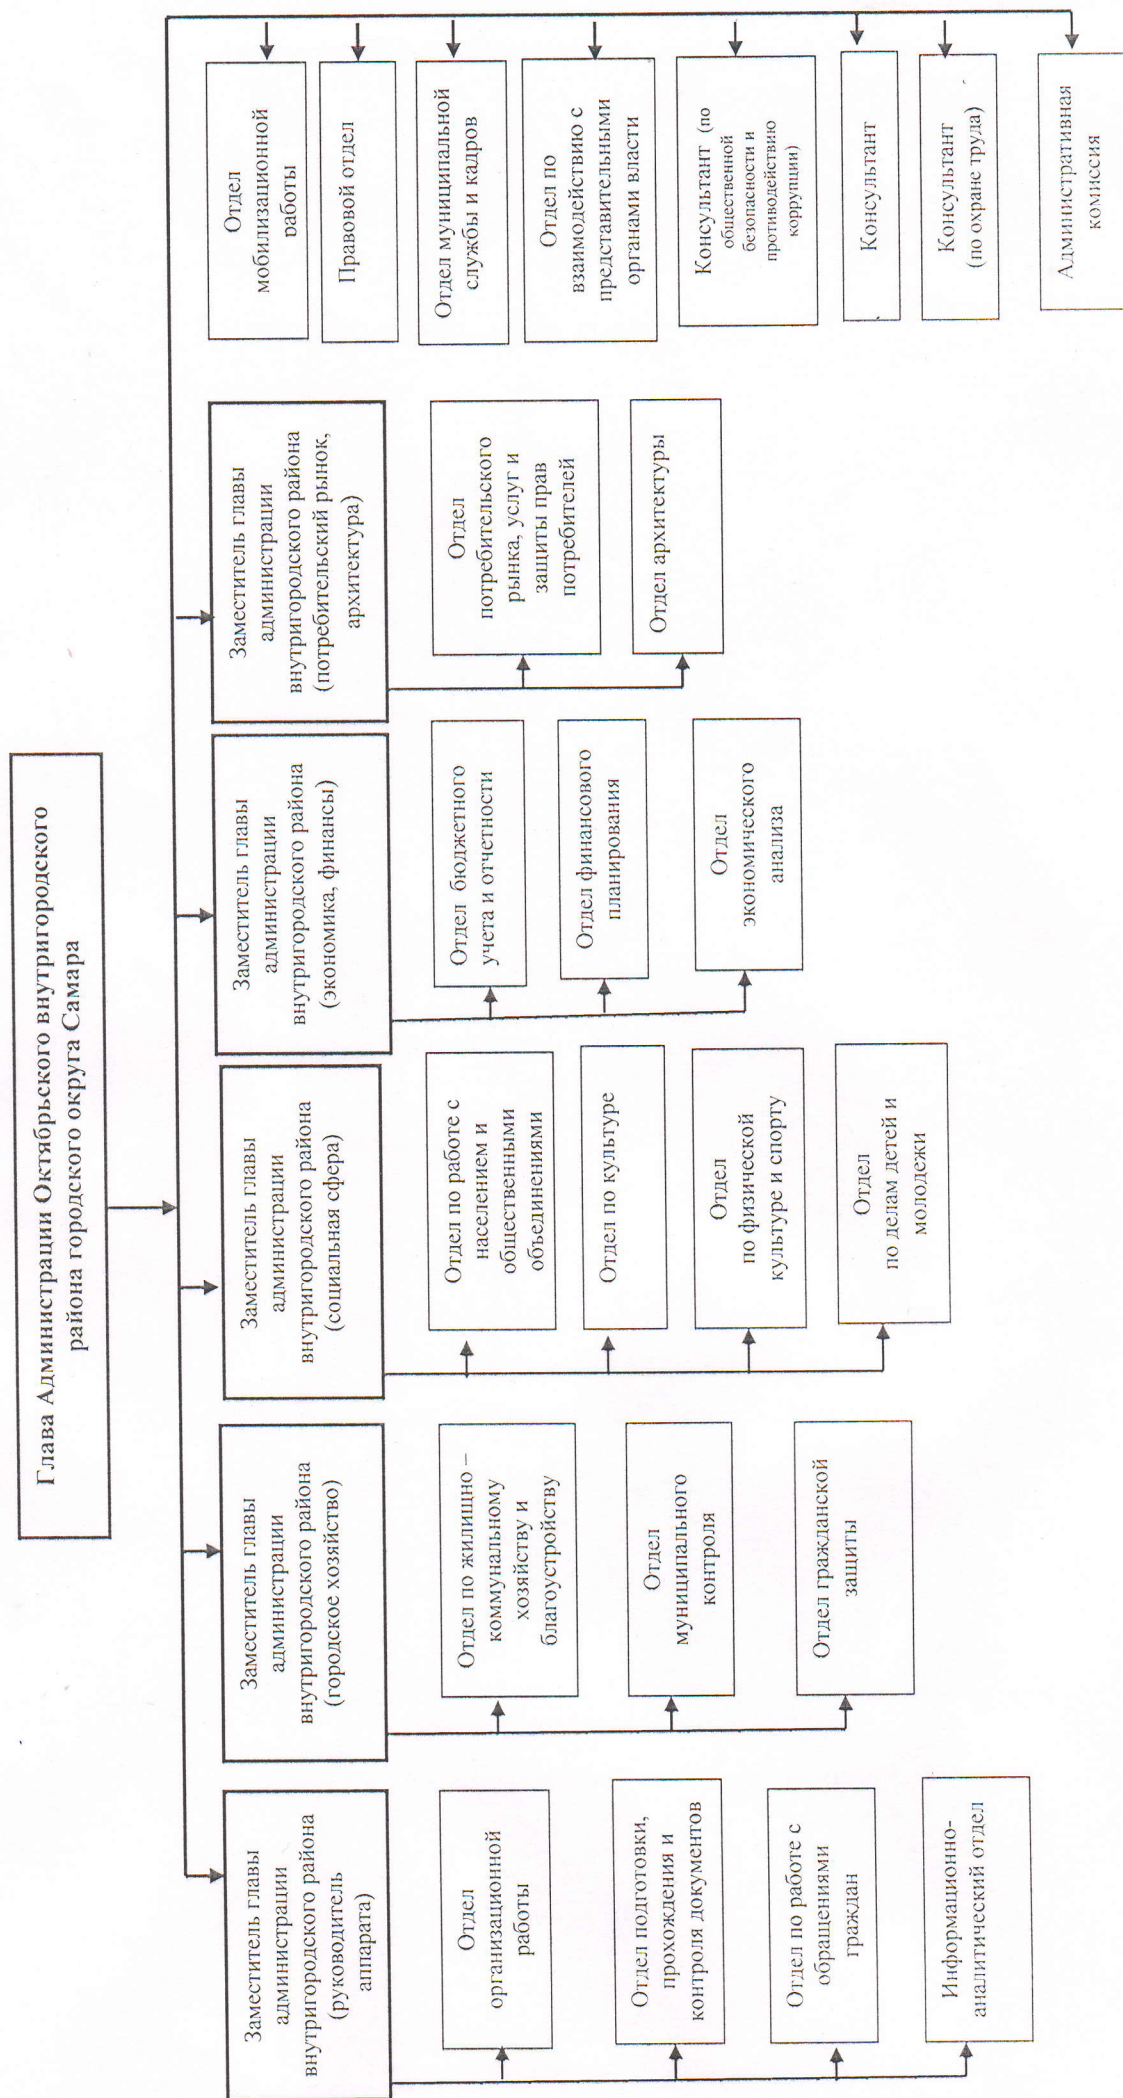 Глава Администрации Октябрьского внутригородского
района городского округа Самара
Заместитель главы
администрации
внутригородского района
(руководитель
аппарата)
Отдел
организационной
работы
Отдел подготовки,
прохождения и
контроля документов
Отдел по работе с
обращениями
граждан
Информационно-
аналитический отдел
Заместитель главы
администрации
внутригородского района
(городское хозяйство)
Отдел по жилищно –
коммунальному
хозяйству и
благоустройству
Отдел
муниципального
контроля
Отдел гражданской
защиты
Заместитель главы
администрации
внутригородского района
(социальная сфера)
Отдел по работе с
населением и
общественными
объединениями
Отдел по культуре
Отдел
по физической
культуре и спорту
Отдел
по делам детей и
молодежи
Заместитель главы
администрации
внутригородского района
(экономика, финансы)
Отдел бюджетного
учета и отчетности
Отдел финансового
планирования
Отдел
экономического
анализа
Заместитель главы
администрации
внутригородского района
(потребительский рынок,
архитектура)
Отдел
потребительского
рынка, услуг и
защиты прав
потребителей
Отдел архитектуры
Отдел
мобилизационной
работы
Правовой отдел
Отдел муниципальной
службы и кадров
Отдел по
взаимодействию с
представительными
органами власти
Консультант (по
общественной
безопасности и
противодействию
коррупции)
Консультант
Консультант
(по охране труда)
Административная
комиссия